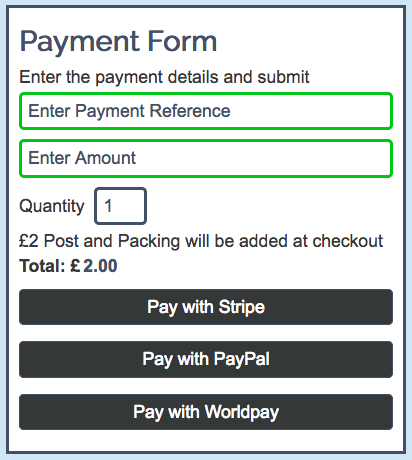 Payment Form
Enter the payment details and submit
Enter Payment Reference
Enter Amount
Quantity 1
£2 Post and Packing will be added at checkout
Total: £2.00
Pay with Stripe
Pay with PayPal
Pay with Worldpay